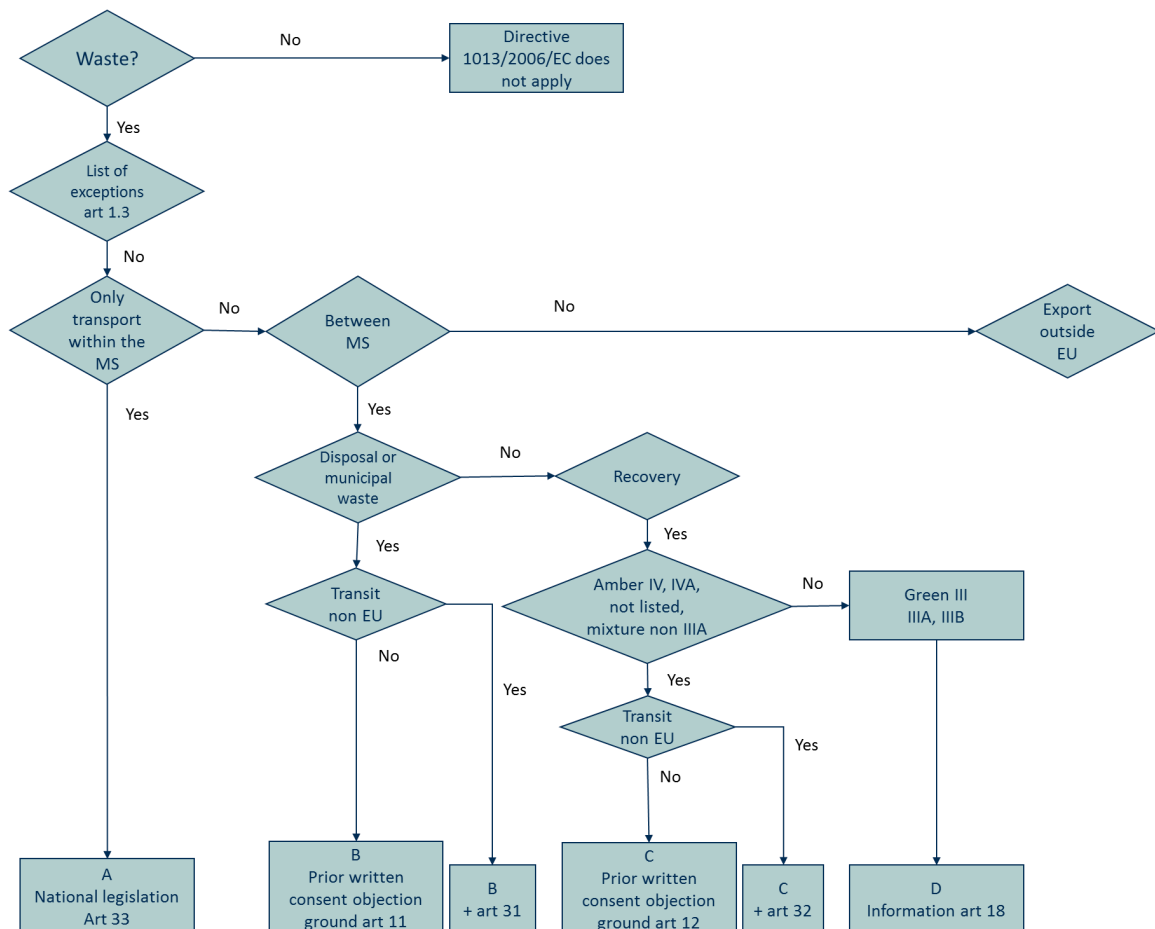 Waste?
No
Directive
1013/2006/EC does
not apply
Yes
List of
exceptions
art 1.3
No
Only
transport
within the
MS
No
Between
MS
No
Export
outside
EU
Yes
Yes
Disposal or
municipal
waste
No
Recovery
Yes
Yes
Transit
non EU
Amber IV, IVA,
not listed,
mixture non IIIA
No
Green III
IIIA, IIIB
No
Yes
Yes
Transit
non EU
Yes
No
A
National legislation
Art 33
B
Prior written
consent objection
ground art 11
B
+ art 31
C
Prior written
consent objection
ground art 12
C
+ art 32
D
Information art 18